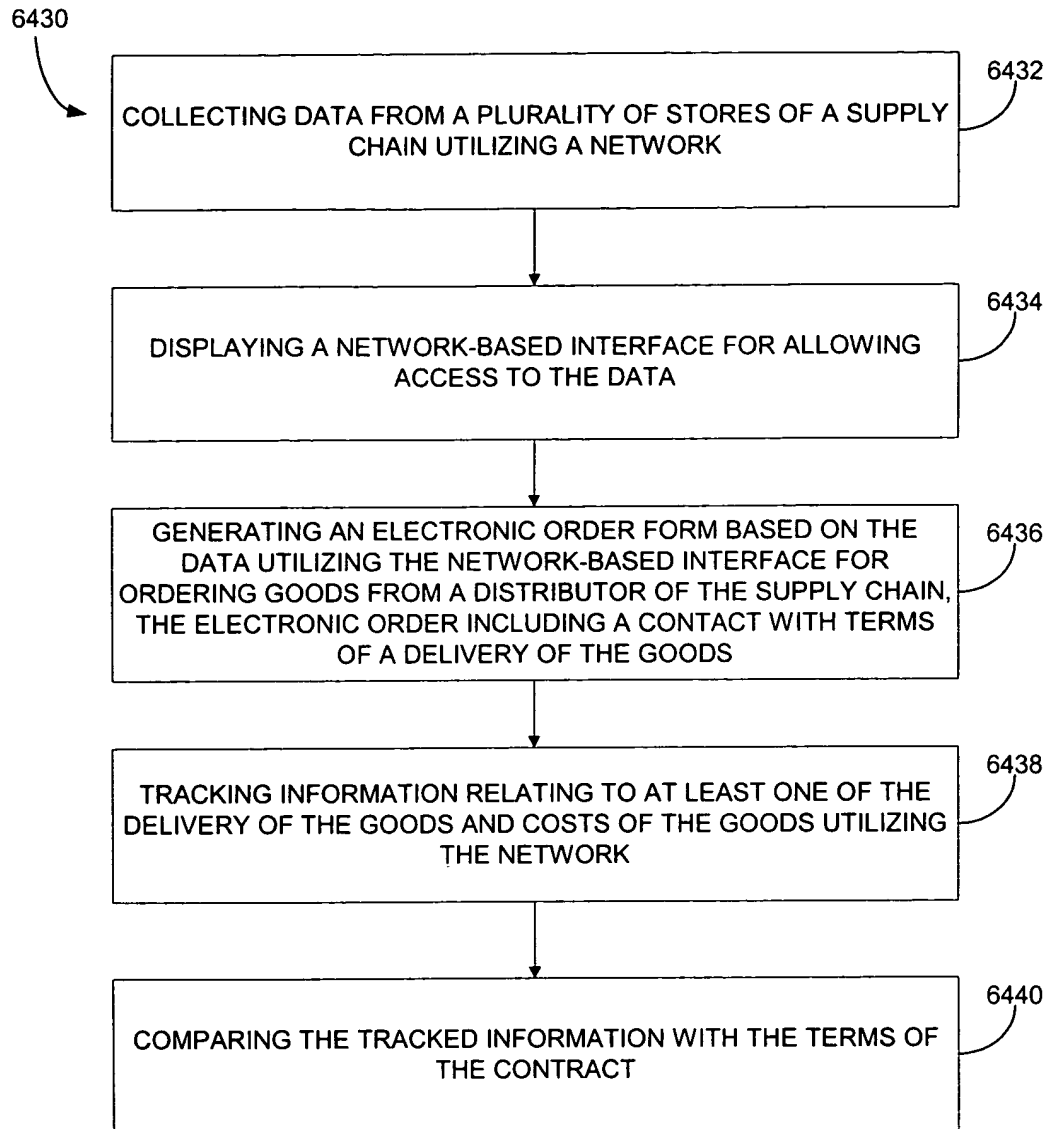 6430
6432
COLLECTING DATA FROM A PLURALITY OF STORES OF A SUPPLY
CHAIN UTILIZING A NETWORK
6434
DISPLAYING A NETWORK-BASED INTERFACE FOR ALLOWING
ACCESS TO THE DATA
6436
GENERATING AN ELECTRONIC ORDER FORM BASED ON THE
DATA UTILIZING THE NETWORK-BASED INTERFACE FOR
ORDERING GOODS FROM A DISTRIBUTOR OF THE SUPPLY CHAIN,
THE ELECTRONIC ORDER INCLUDING A CONTACT WITH TERMS
OF A DELIVERY OF THE GOODS
6438
TRACKING INFORMATION RELATING TO AT LEAST ONE OF THE
DELIVERY OF THE GOODS AND COSTS OF THE GOODS UTILIZING
THE NETWORK
6440
COMPARING THE TRACKED INFORMATION WITH THE TERMS OF
THE CONTRACT